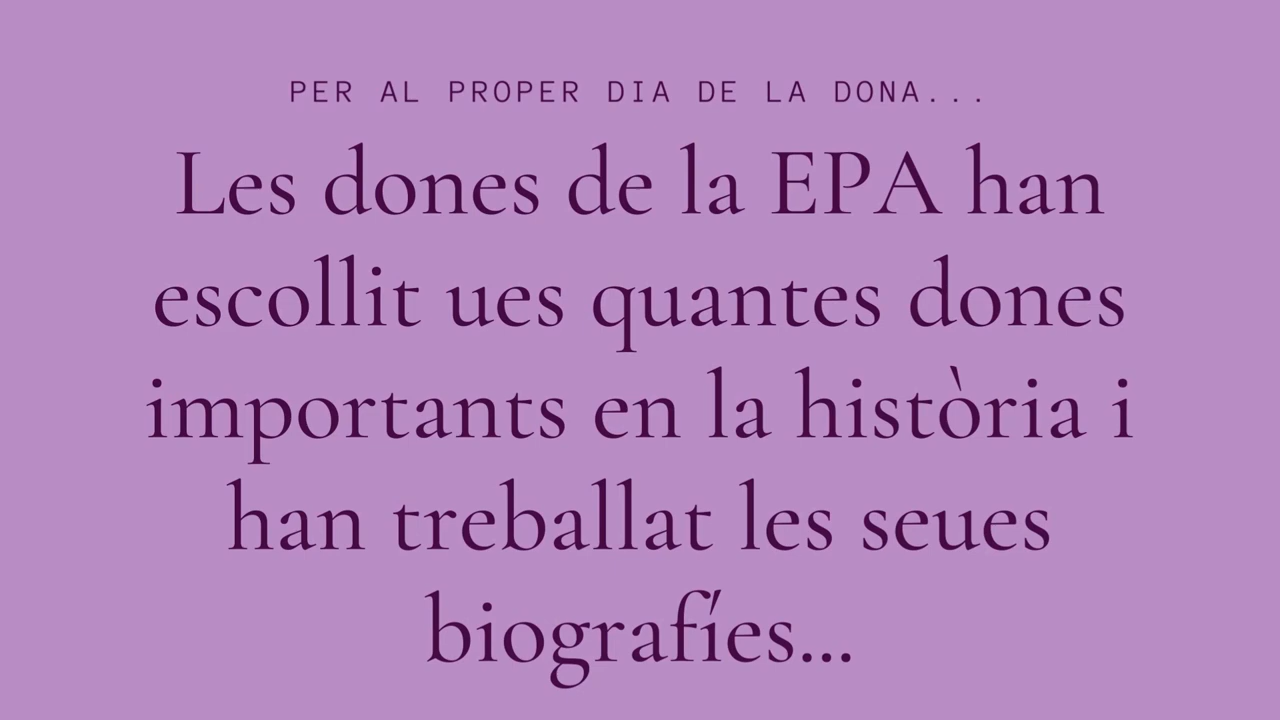 PER AL PROPER DIA DE LA DONA...
Les dones de la EPA han
escollit ues quantes dones
importants en la història i
han treballat les seues
biografíes...